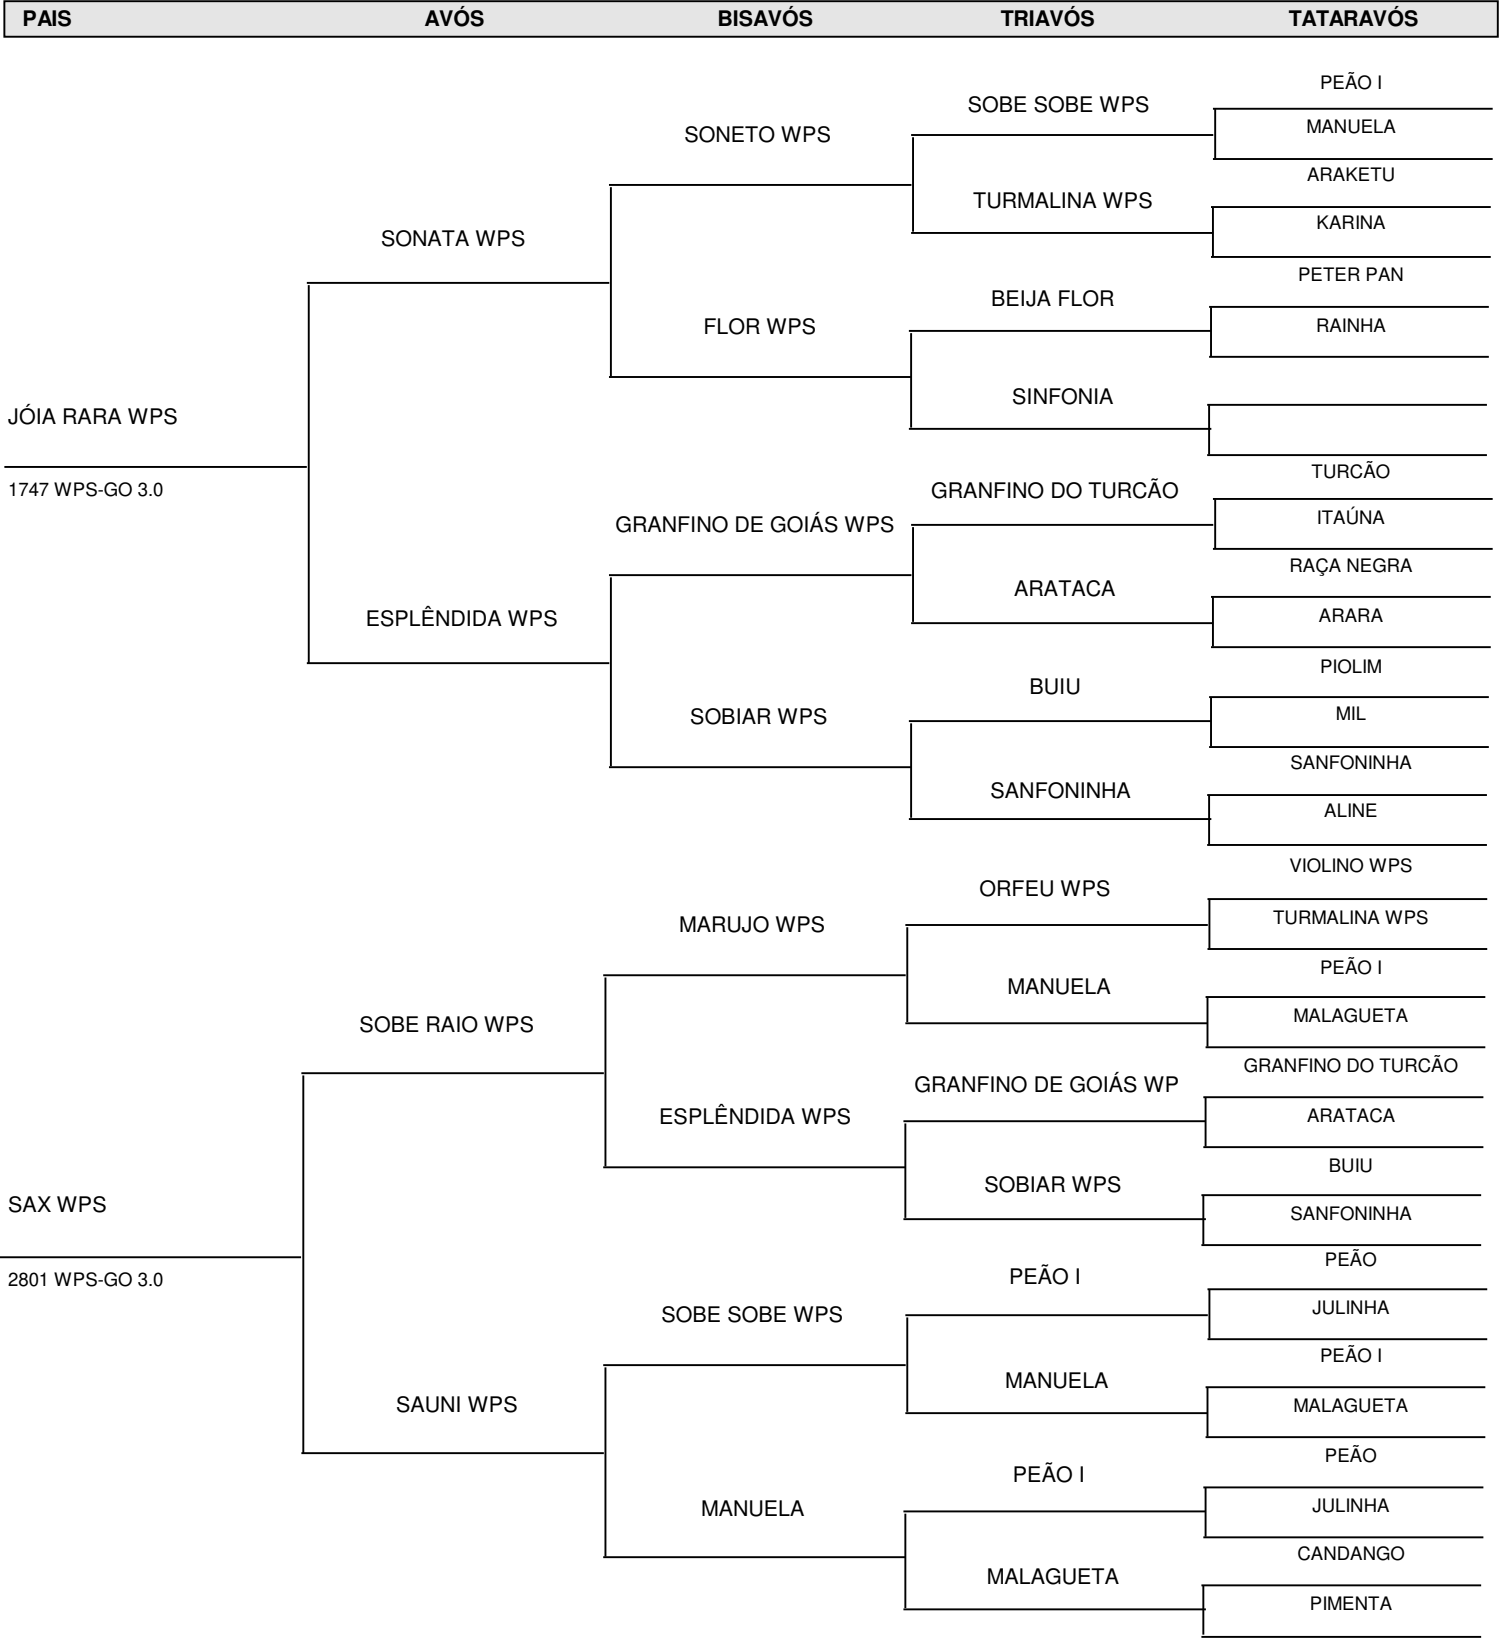 PAIS AVÓS BISAVÓS TRIAVÓS TATARAVÓS
PEÃO I
SOBE SOBE WPS
MANUELA
SONETO WPS
ARAKETU
TURMALINA WPS
KARINA
SONATA WPS
PETER PAN
BEIJA FLOR
FLOR WPS
RAINHA
SINFONIA
JÓIA RARA WPS
TURCÃO
1747 WPS-GO 3.0
GRANFINO DO TURCÃO
ITAÚNA
GRANFINO DE GOIÁS WPS
RAÇA NEGRA
ARATACA
ARARA
ESPLÊNDIDA WPS
PIOLIM
BUIU
MIL
SOBIAR WPS
SANFONINHA
SANFONINHA
ALINE
VIOLINO WPS
ORFEU WPS
TURMALINA WPS
MARUJO WPS
PEÃO I
MANUELA
MALAGUETA
SOBE RAIO WPS
GRANFINO DO TURCÃO
GRANFINO DE GOIÁS WP
ARATACA
ESPLÊNDIDA WPS
BUIU
SOBIAR WPS
SAX WPS
SANFONINHA
PEÃO
2801 WPS-GO 3.0
PEÃO I
JULINHA
SOBE SOBE WPS
PEÃO I
MANUELA
SAUNI WPS
MALAGUETA
PEÃO
PEÃO I
JULINHA
MANUELA
CANDANGO
MALAGUETA
PIMENTA